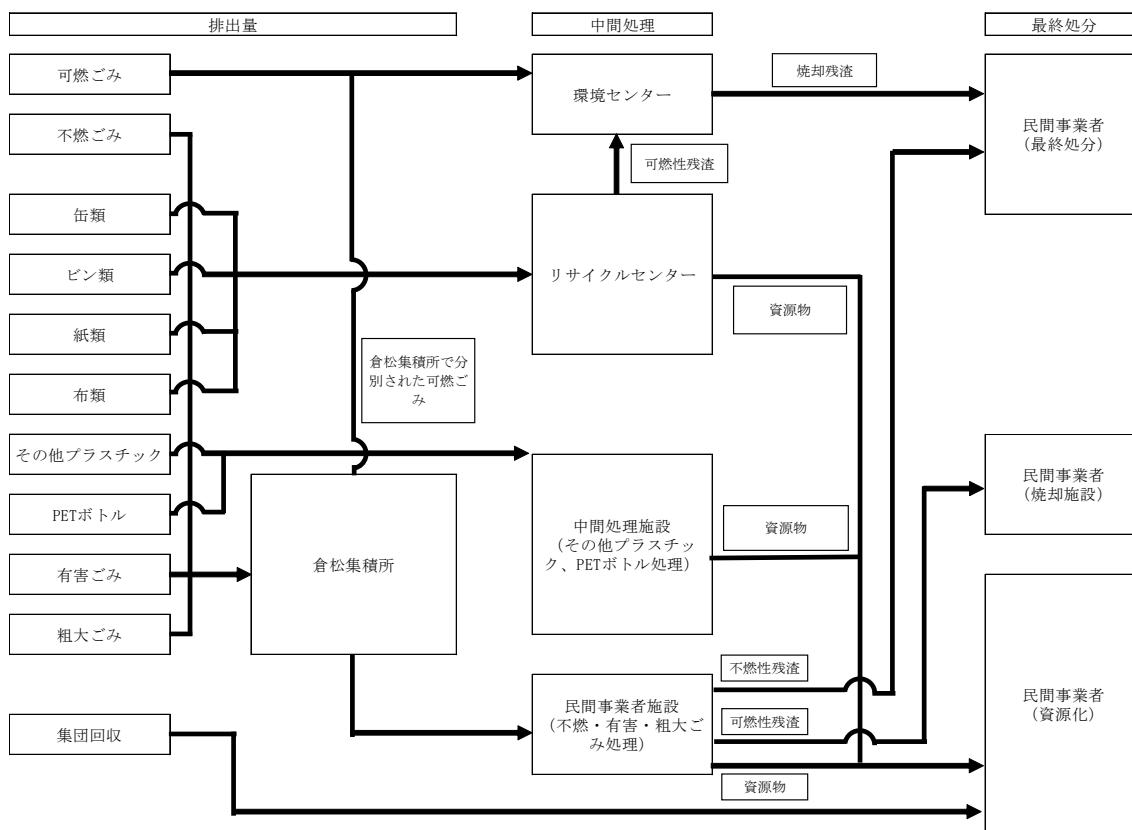 排出量
中間処理
最終処分
可燃ごみ
不燃ごみ
缶類
ビン類
紙類
布類
その他プラスチック
PETボトル
有害ごみ
粗大ごみ
集団回収
倉松集積所で分
別された可燃ご
み
倉松集積所
環境センター
可燃性残渣
リサイクルセンター
中間処理施設
(その他プラスチッ
ク、PETボトル処理)
民間事業者施設
(不燃・有害・粗大ご
み処理)
焼却残渣
資源物
資源物
不燃性残渣
可燃性残渣
資源物
民間事業者
(最終処分)
民間事業者
(焼却施設)
民間事業者
(資源化)